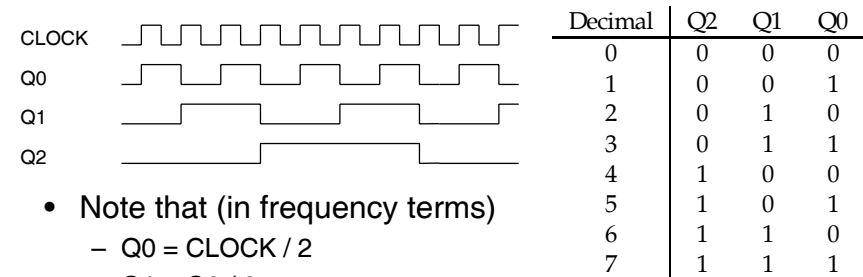 CLOCK
Q0
Q1
Q2
• Note that (in frequency terms)
– Q0 = CLOCK / 2
Decimal Q2 Q1 Q0
0 0 0 0
1 0 0 1
2 0 1 0
3 0 1 1
4 1 0 0
5 1 0 1
6 1 1 0
7 1 1 1